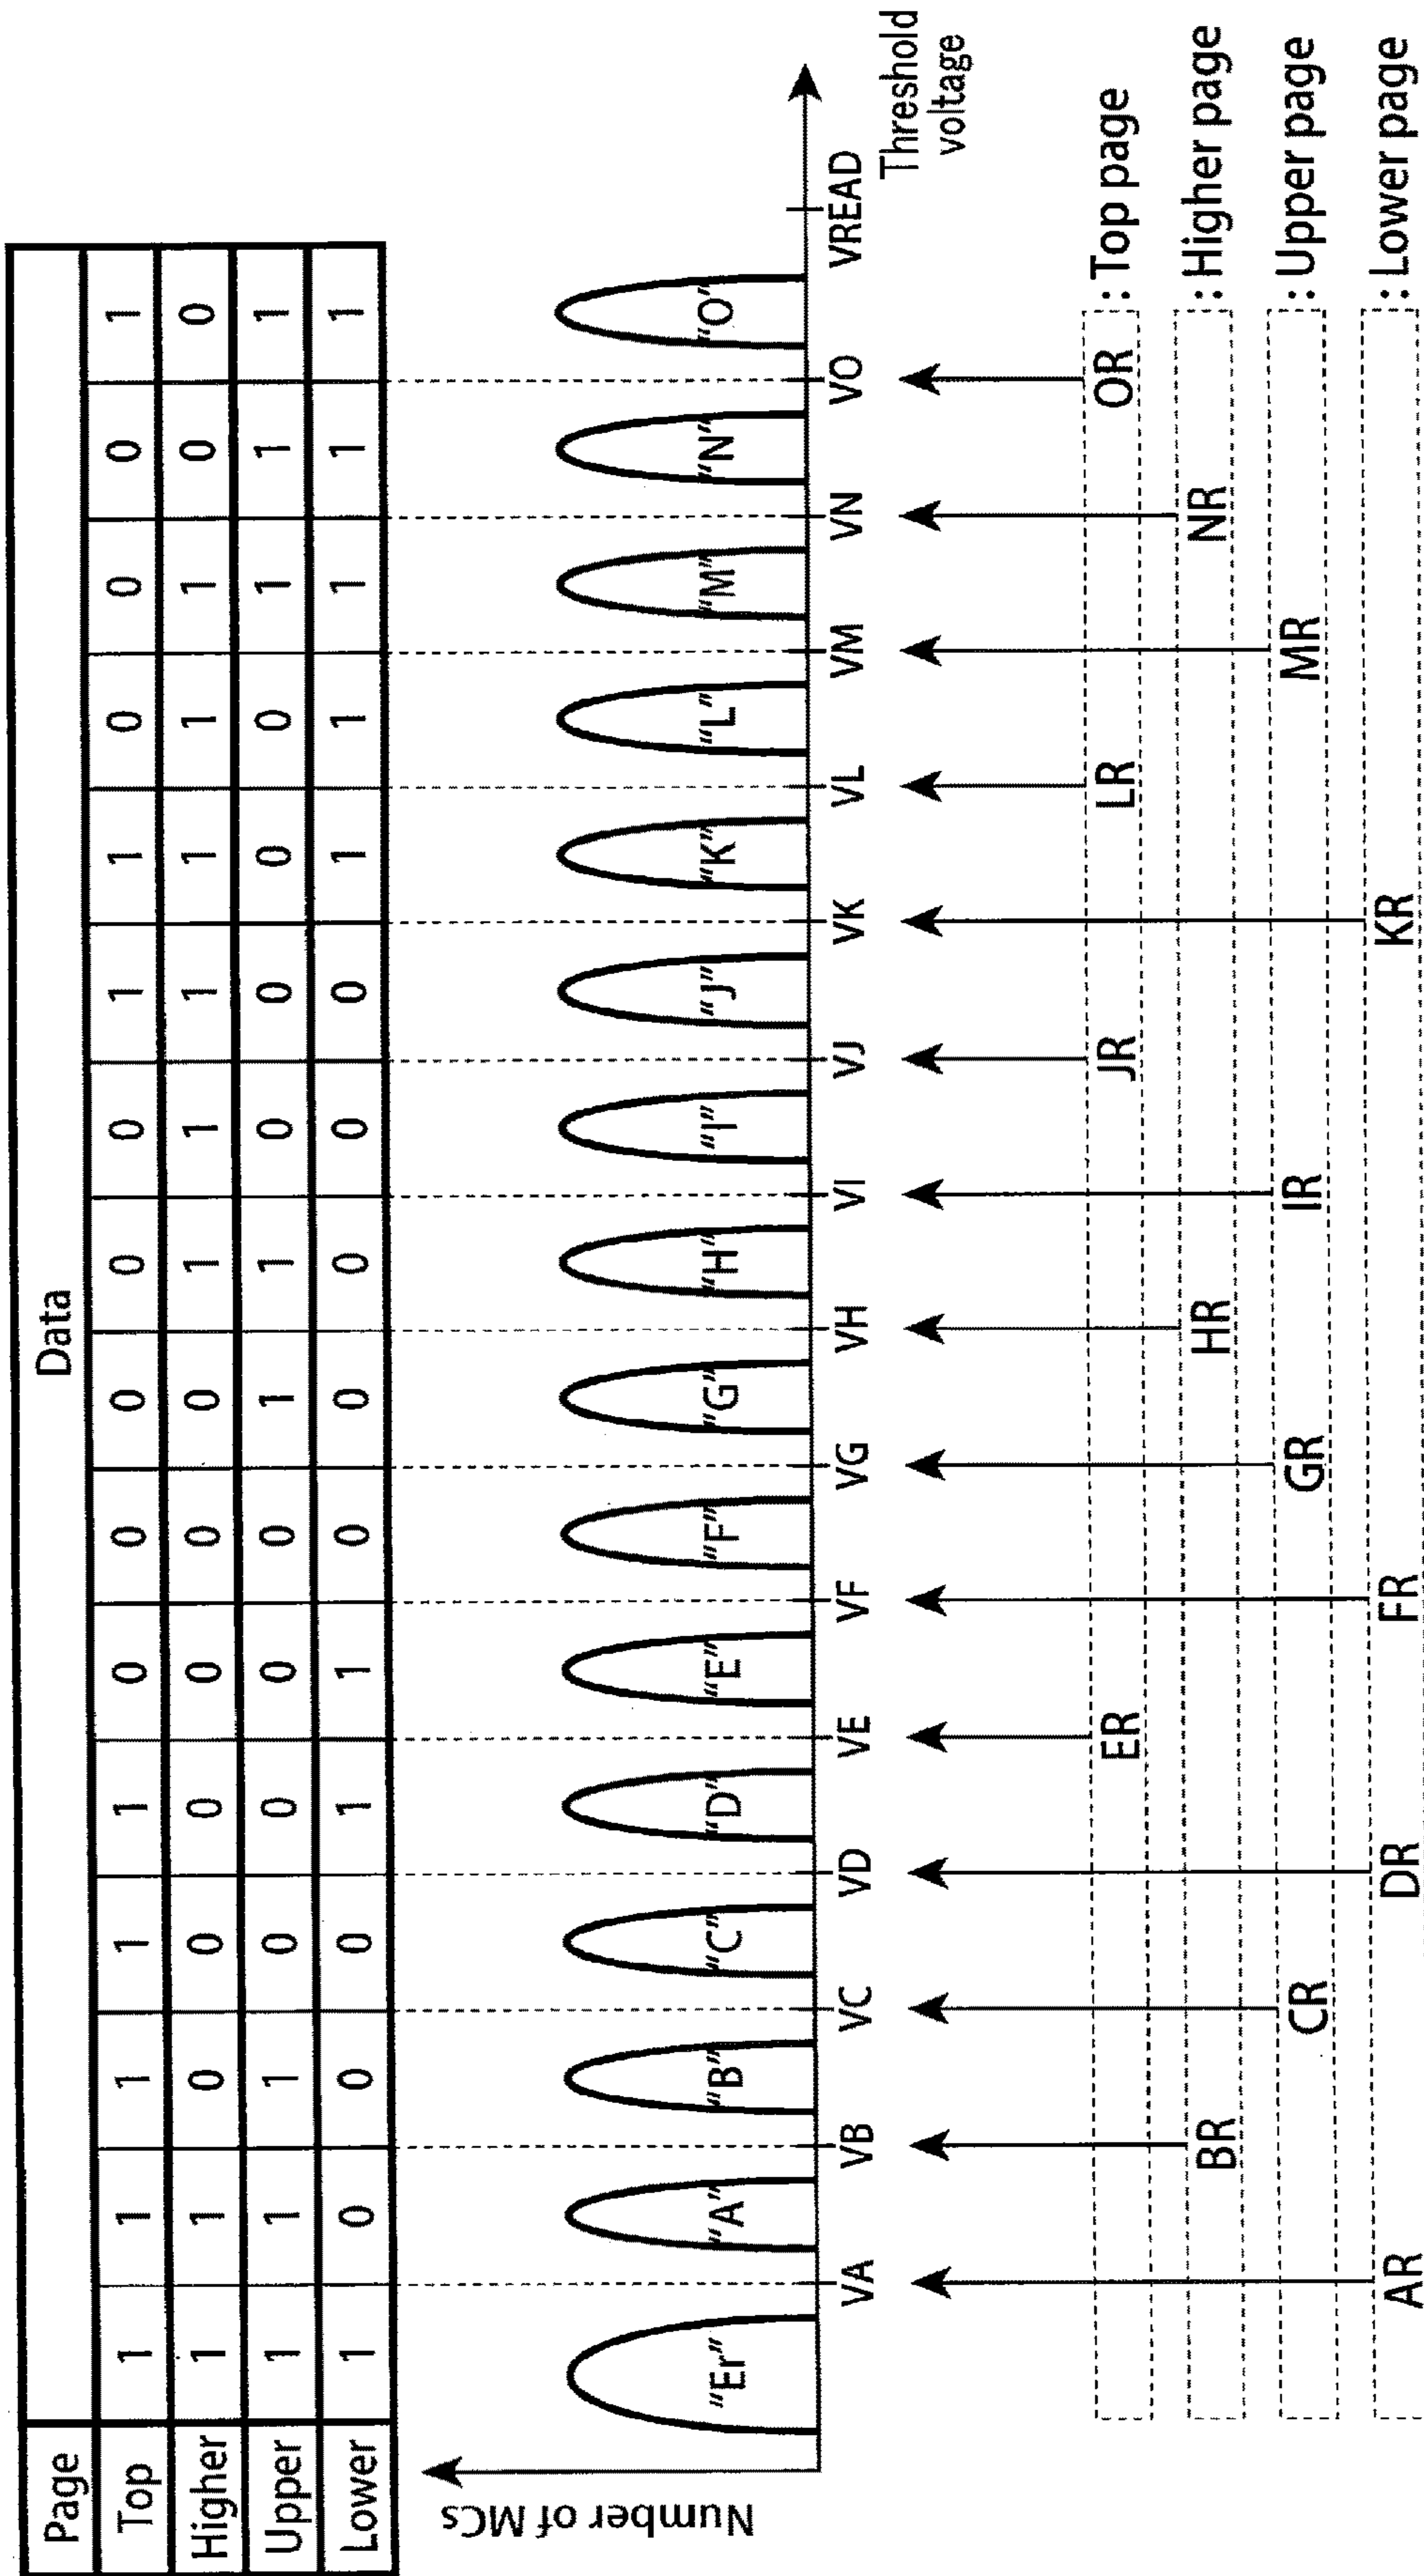 Page Data
Top 1 1 1 1 1 0 0 0 0 0 1 1 0 0 0 1
Higher 1 1 0 0 0 0 0 0 1 1 1 1 1 1 0 0
Upper 1 1 1 0 0 0 0 1 1 0 0 0 0 1 1 1
Lower 1 0 0 0 1 1 0 0 0 0 0 1 1 1 1 1
Number of MCs
"Er" "A" "B" "C" "D" "E" "F" "G" "H" "I" "J" "K" "L" "M" "N" "O"
VA VB VC VD VE VF VG VH VI VJ VK VL VM VN VO VREAD
Threshold
voltage
ER JR LR OR : Top page
BR HR NR : Higher page
CR GR IR MR : Upper page
AR DR FR KR : Lower page